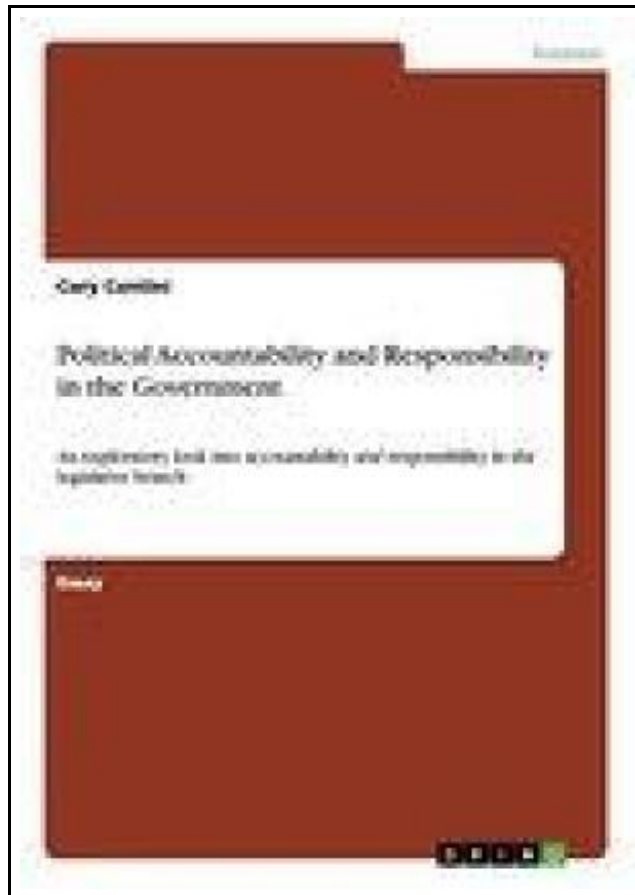 Political Accountability and Responsibility
in the Government
An exploratory look into accountability and responsibility in the
legislative branch
Essay
GRIN